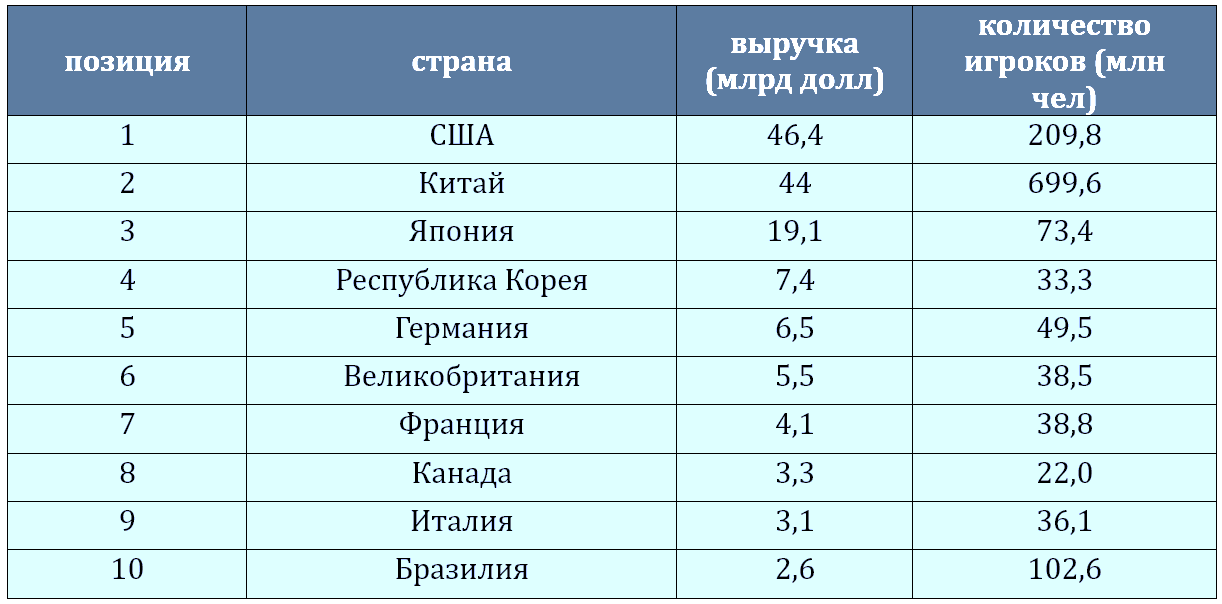 позиция страна выручка (млрд долл) количество игроков (млн чел)
1 США 46,4 209,8
2 Китай 44 699,6
3 Япония 19,1 73,4
4 Республика Корея 7,4 33,3
5 Германия 6,5 49,5
6 Великобритания 5,5 38,5
7 Франция 4,1 38,8
8 Канада 3,3 22,0
9 Италия 3,1 36,1
10 Бразилия 2,6 102,6